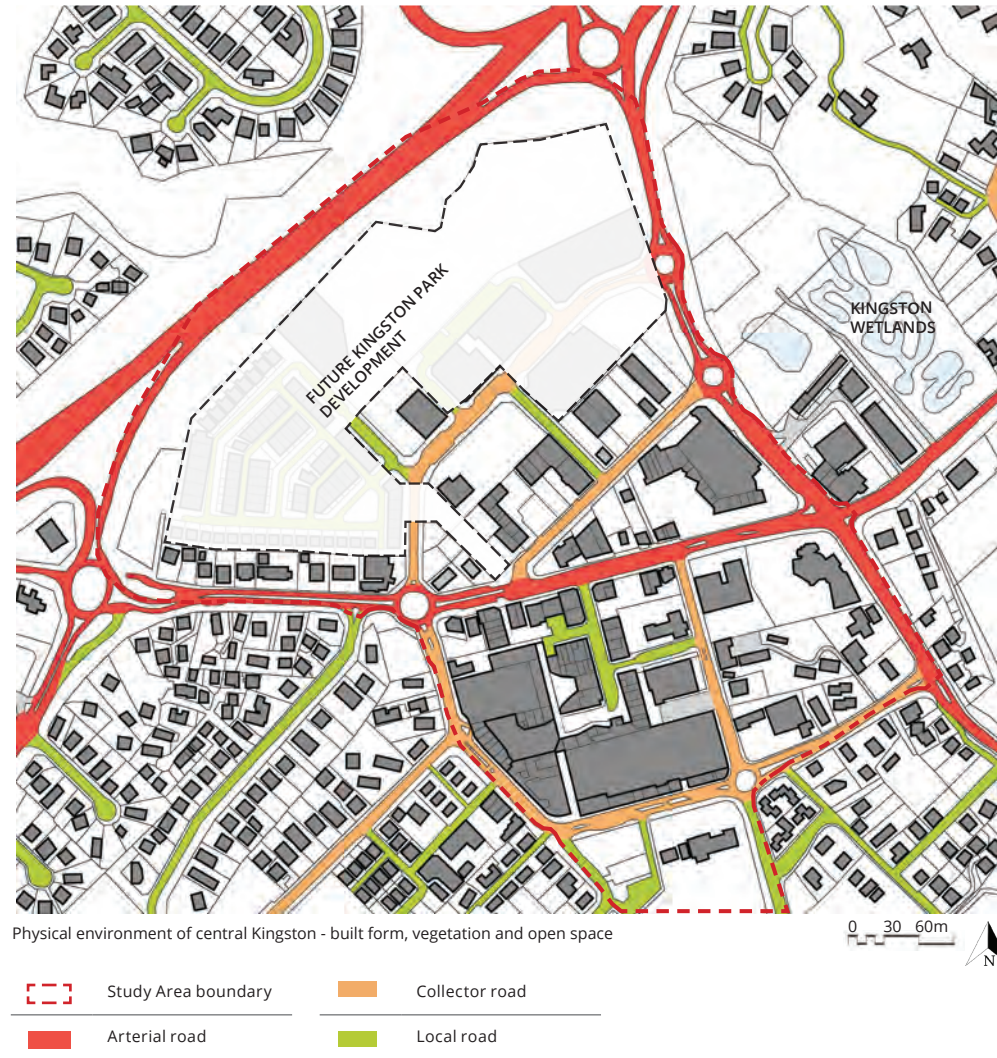 FUTURE KINGSTON PARK
DEVELOPMENT
KINGSTON
WETLANDS
Physical environment of central Kingston - built form, vegetation and open space
0 30 60m
N
Study Area boundary
Collector road
Arterial road
Local road